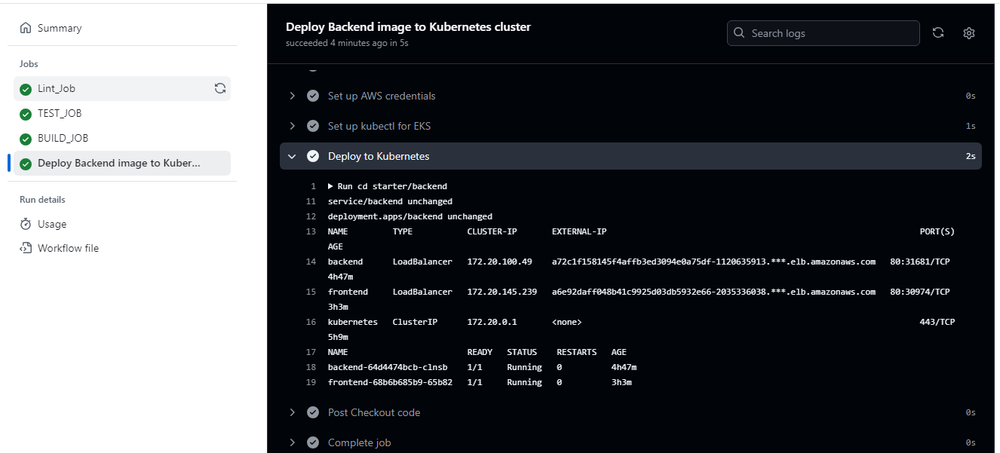 Summary
Jobs
Lint_Job
TEST_JOB
BUILD_JOB
Deploy Backend image to Kuber...
Run details
Usage
Workflow file
Deploy Backend image to Kubernetes cluster
succeeded 4 minutes ago in 5s
Search logs
Set up AWS credentials 0s
Set up kubectl for EKS 1s
Deploy to Kubernetes 2s
1 Run cd starter/backend
11 service/backend unchanged
12 deployment.apps/backend unchanged
13 NAME TYPE CLUSTER-IP EXTERNAL-IP PORT(S)
AGE
14 backend LoadBalancer 172.20.100.49 a72c1f158145f4affb3ed3094e0a75df-1120635913.***.elb.amazonaws.com 80:31681/TCP
4h47m
15 frontend LoadBalancer 172.20.145.239 a6e92daff048b41c9925d03db5932e66-2035336038.***.elb.amazonaws.com 80:30974/TCP
3h3m
16 kubernetes ClusterIP 172.20.0.1 <none> 443/TCP
5h9m
17 NAME READY STATUS RESTARTS AGE
18 backend-64d4474bcb-clnsb 1/1 Running 0 4h47m
19 frontend-68b6b685b9-65b82 1/1 Running 0 3h3m
Post Checkout code 0s
Complete job 0s